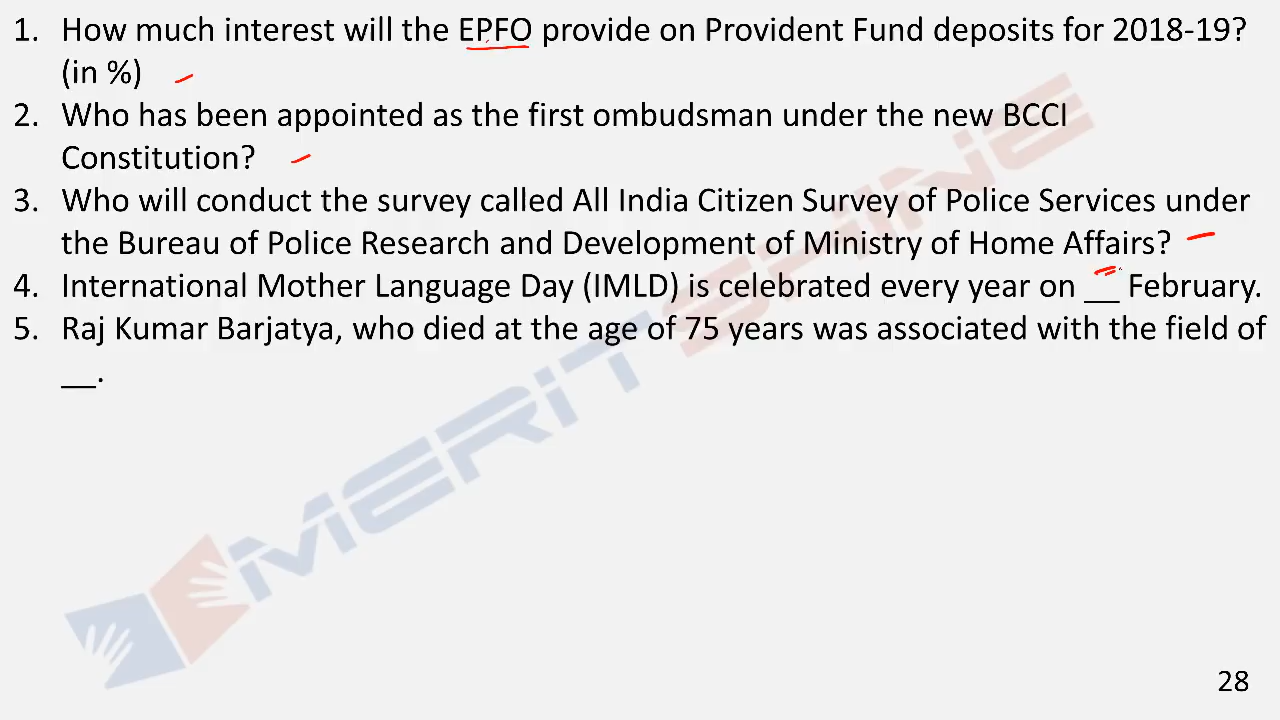 1. How much interest will the EPFO provide on Provident Fund deposits for 2018-19?
(in %)
2. Who has been appointed as the first ombudsman under the new BCCI
Constitution?
3. Who will conduct the survey called All India Citizen Survey of Police Services under
the Bureau of Police Research and Development of Ministry of Home Affairs?
4. International Mother Language Day (IMLD) is celebrated every year on __ February.
5. Raj Kumar Barjatya, who died at the age of 75 years was associated with the field of
__.
MERiT SHINE
28